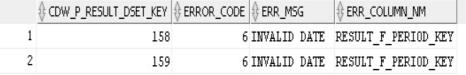 CDW_P_RESULT_DSET_KEY ERROR_CODE ERR_MSG ERR_COLUMN_NM
1 158 6 INVALID DATE RESULT_F_PERIOD_KEY
2 159 6 INVALID DATE RESULT_F_PERIOD_KEY